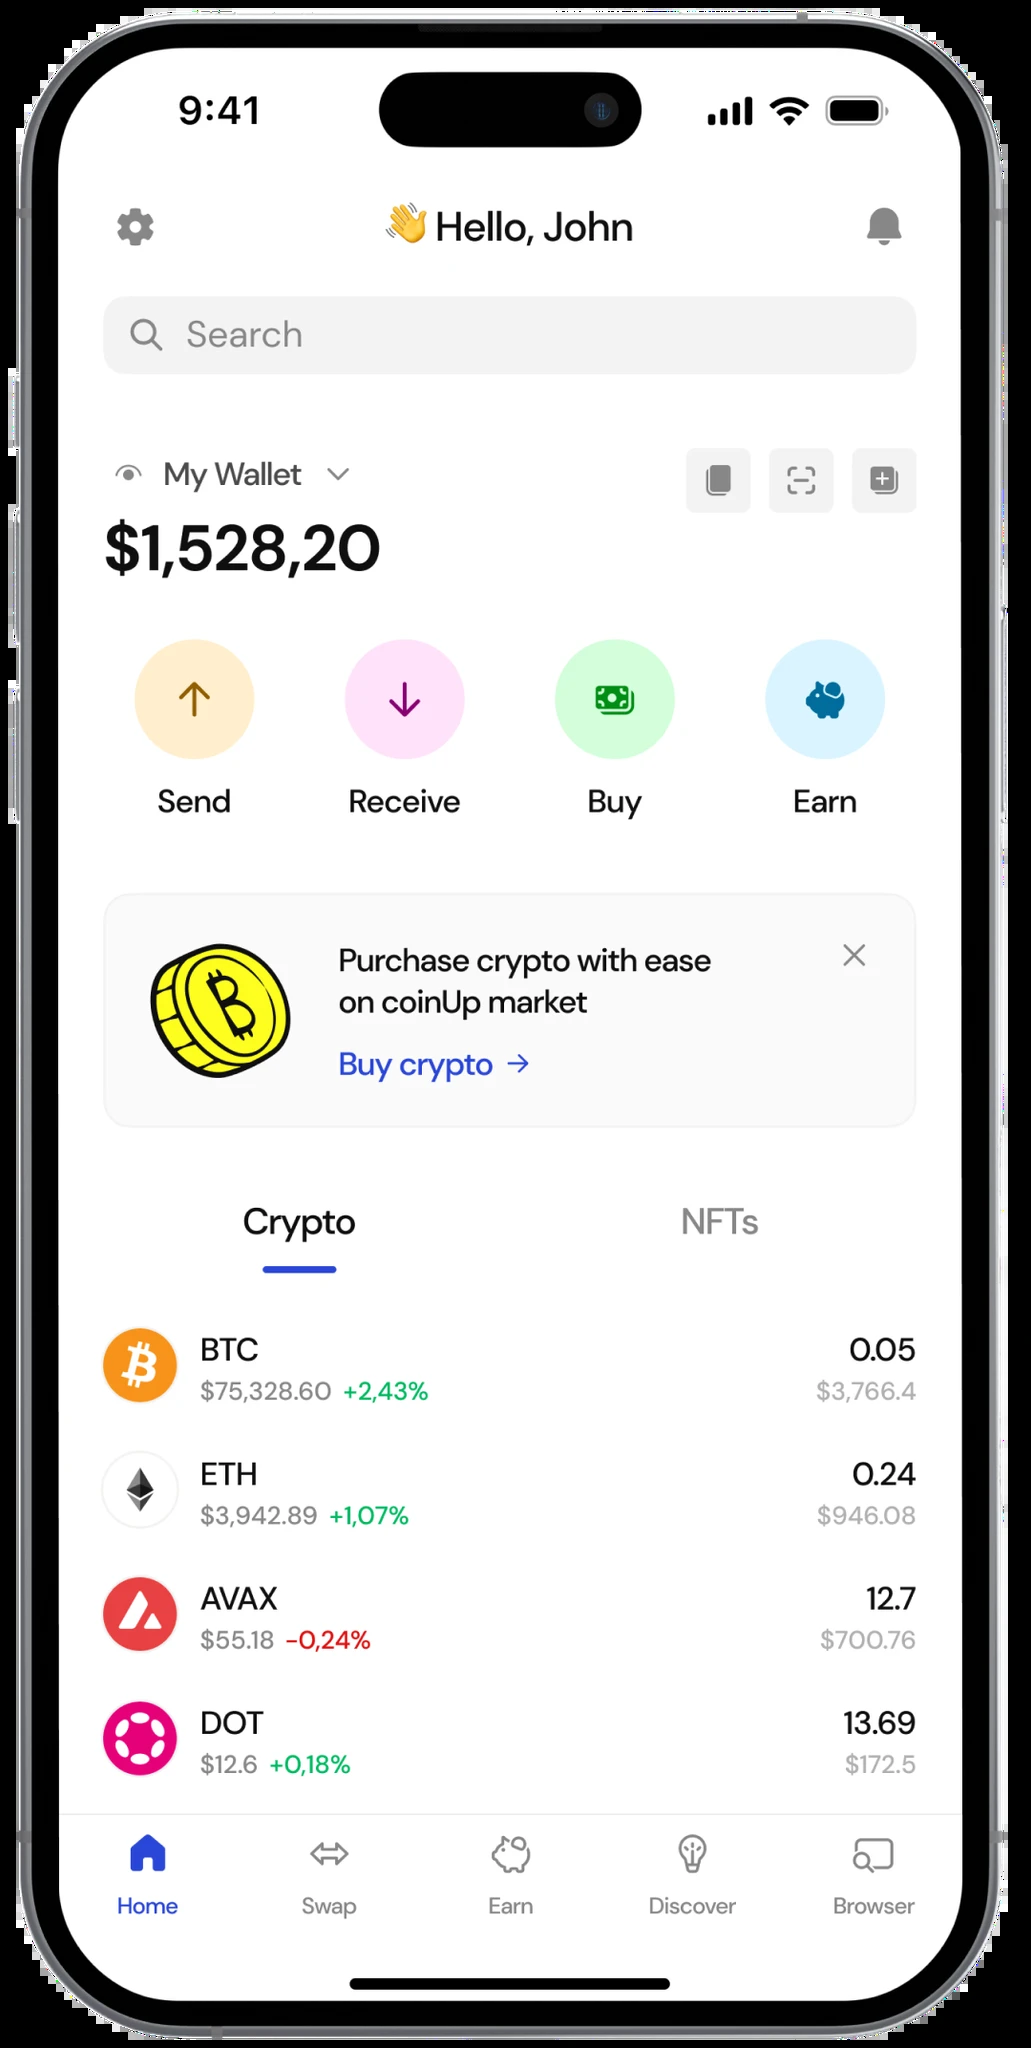 9:41
👋 Hello, John
Search
My Wallet
$1,528,20
Send
Receive
Buy
Earn
Purchase crypto with ease
on coinUp market
Buy crypto →
Crypto
NFTs
BTC
0.05
$75,328.60 +2,43%
$3,766.4
ETH
0.24
$3,942.89 +1,07%
$946.08
AVAX
12.7
$55.18 -0,24%
$700.76
DOT
13.69
$12.6 +0,18%
$172.5
Home
Swap
Earn
Discover
Browser